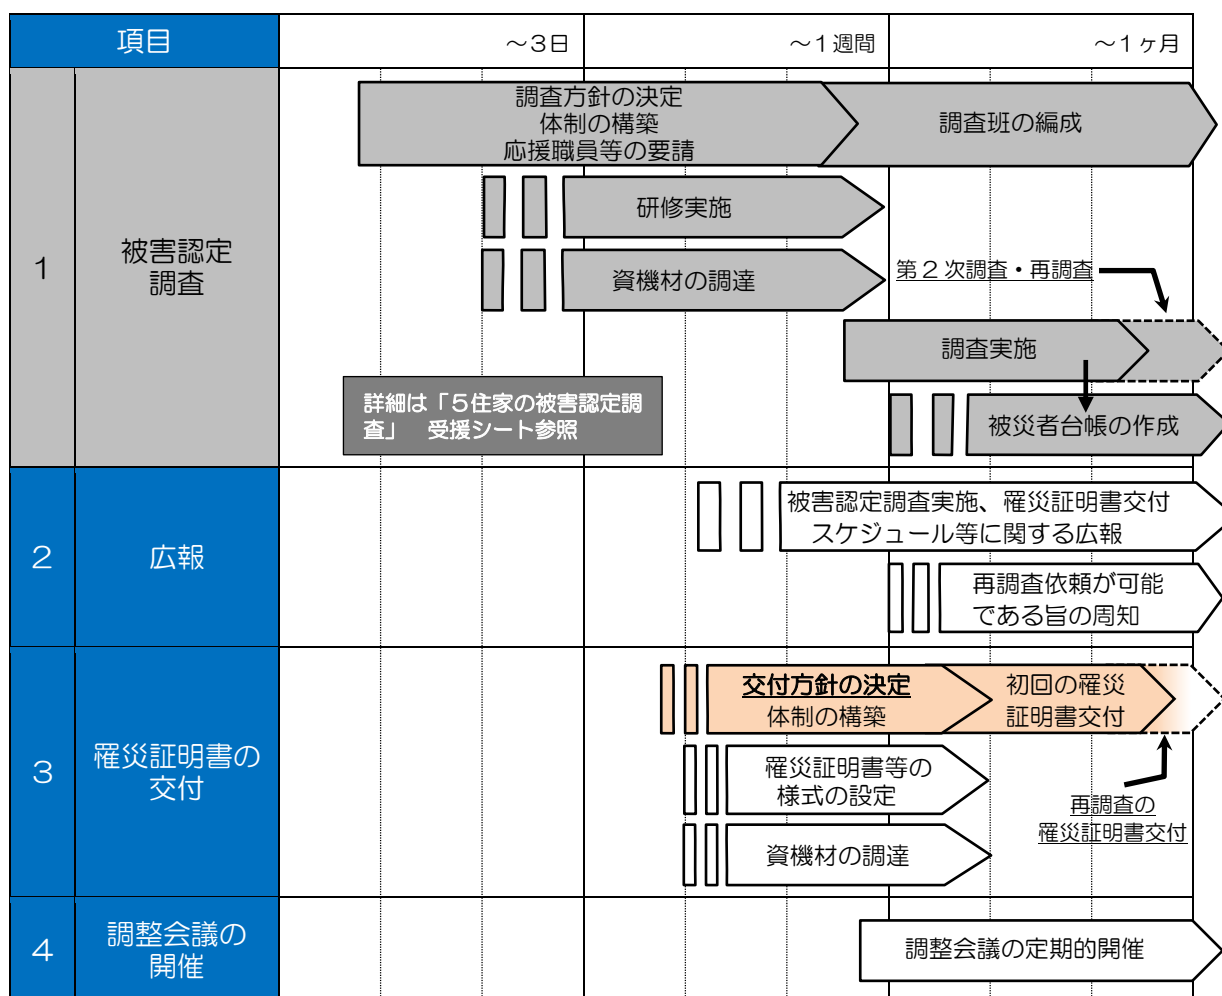 項目
～3日
～1週間
～1ヶ月
1
被害認定
調査
調査方針の決定
体制の構築
応援職員等の要請
調査班の編成
研修実施
資機材の調達
第2次調査・再調査
調査実施
詳細は「5住家の被害認定調
査」　受援シート参照
被災者台帳の作成
2
広報
被害認定調査実施、罹災証明書交付
スケジュール等に関する広報
再調査依頼が可能
である旨の周知
3
罹災証明書の
交付
交付方針の決定
体制の構築
初回の罹災
証明書交付
罹災証明書等の
様式の設定
再調査の
罹災証明書交付
資機材の調達
4
調整会議の
開催
調整会議の定期的開催